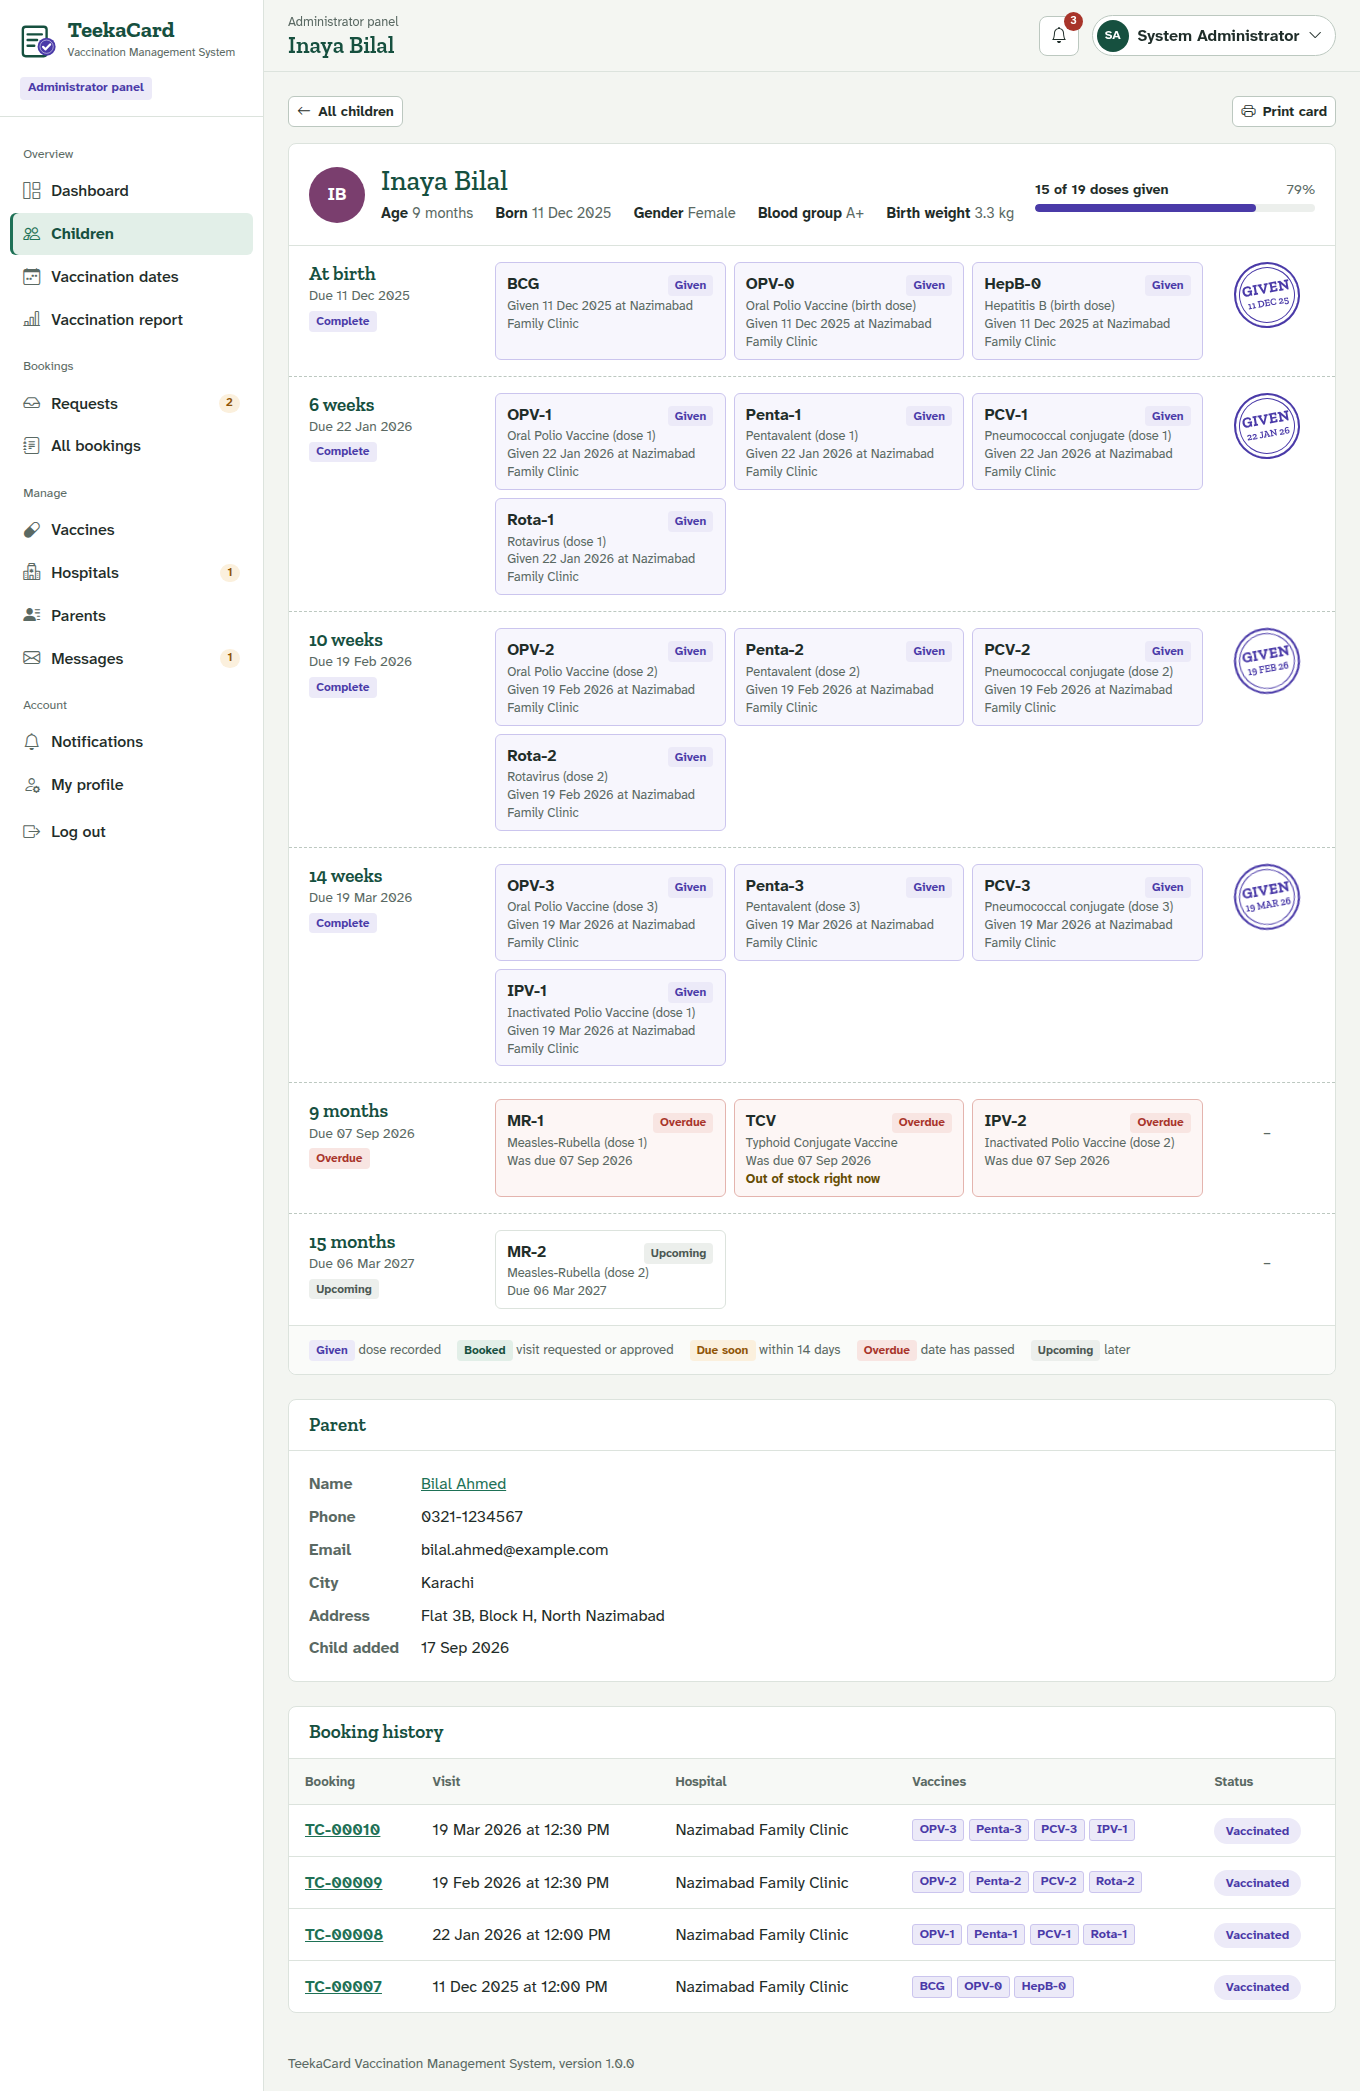 TeekaCard
Vaccination Management System
Administrator panel
Overview
Dashboard
Children
Vaccination dates
Vaccination report
Bookings
Requests 2
All bookings
Manage
Vaccines
Hospitals 1
Parents
Messages 1
Account
Notifications
My profile
Log out
Administrator panel
Inaya Bilal
3
SA System Administrator
All children
Print card
IB
Inaya Bilal
Age 9 months Born 11 Dec 2025 Gender Female Blood group A+ Birth weight 3.3 kg
15 of 19 doses given 79%
At birth
Due 11 Dec 2025
Complete
BCG Given
Given 11 Dec 2025 at Nazimabad
Family Clinic
OPV-0 Given
Oral Polio Vaccine (birth dose)
Given 11 Dec 2025 at Nazimabad
Family Clinic
HepB-0 Given
Hepatitis B (birth dose)
Given 11 Dec 2025 at Nazimabad
Family Clinic
GIVEN
11 DEC 25
6 weeks
Due 22 Jan 2026
Complete
OPV-1 Given
Oral Polio Vaccine (dose 1)
Given 22 Jan 2026 at Nazimabad
Family Clinic
Penta-1 Given
Pentavalent (dose 1)
Given 22 Jan 2026 at Nazimabad
Family Clinic
PCV-1 Given
Pneumococcal conjugate (dose 1)
Given 22 Jan 2026 at Nazimabad
Family Clinic
Rota-1 Given
Rotavirus (dose 1)
Given 22 Jan 2026 at Nazimabad
Family Clinic
GIVEN
22 JAN 26
10 weeks
Due 19 Feb 2026
Complete
OPV-2 Given
Oral Polio Vaccine (dose 2)
Given 19 Feb 2026 at Nazimabad
Family Clinic
Penta-2 Given
Pentavalent (dose 2)
Given 19 Feb 2026 at Nazimabad
Family Clinic
PCV-2 Given
Pneumococcal conjugate (dose 2)
Given 19 Feb 2026 at Nazimabad
Family Clinic
Rota-2 Given
Rotavirus (dose 2)
Given 19 Feb 2026 at Nazimabad
Family Clinic
GIVEN
19 FEB 26
14 weeks
Due 19 Mar 2026
Complete
OPV-3 Given
Oral Polio Vaccine (dose 3)
Given 19 Mar 2026 at Nazimabad
Family Clinic
Penta-3 Given
Pentavalent (dose 3)
Given 19 Mar 2026 at Nazimabad
Family Clinic
PCV-3 Given
Pneumococcal conjugate (dose 3)
Given 19 Mar 2026 at Nazimabad
Family Clinic
IPV-1 Given
Inactivated Polio Vaccine (dose 1)
Given 19 Mar 2026 at Nazimabad
Family Clinic
GIVEN
19 MAR 26
9 months
Due 07 Sep 2026
Overdue
MR-1 Overdue
Measles-Rubella (dose 1)
Was due 07 Sep 2026
TCV Overdue
Typhoid Conjugate Vaccine
Was due 07 Sep 2026
Out of stock right now
IPV-2 Overdue
Inactivated Polio Vaccine (dose 2)
Was due 07 Sep 2026
–
15 months
Due 06 Mar 2027
Upcoming
MR-2 Upcoming
Measles-Rubella (dose 2)
Due 06 Mar 2027
–
Given dose recorded Booked visit requested or approved Due soon within 14 days Overdue date has passed Upcoming later
Parent
Name Bilal Ahmed
Phone 0321-1234567
Email bilal.ahmed@example.com
City Karachi
Address Flat 3B, Block H, North Nazimabad
Child added 17 Sep 2026
Booking history
Booking Visit Hospital Vaccines Status
TC-00010 19 Mar 2026 at 12:30 PM Nazimabad Family Clinic OPV-3 Penta-3 PCV-3 IPV-1 Vaccinated
TC-00009 19 Feb 2026 at 12:30 PM Nazimabad Family Clinic OPV-2 Penta-2 PCV-2 Rota-2 Vaccinated
TC-00008 22 Jan 2026 at 12:00 PM Nazimabad Family Clinic OPV-1 Penta-1 PCV-1 Rota-1 Vaccinated
TC-00007 11 Dec 2025 at 12:00 PM Nazimabad Family Clinic BCG OPV-0 HepB-0 Vaccinated
TeekaCard Vaccination Management System, version 1.0.0